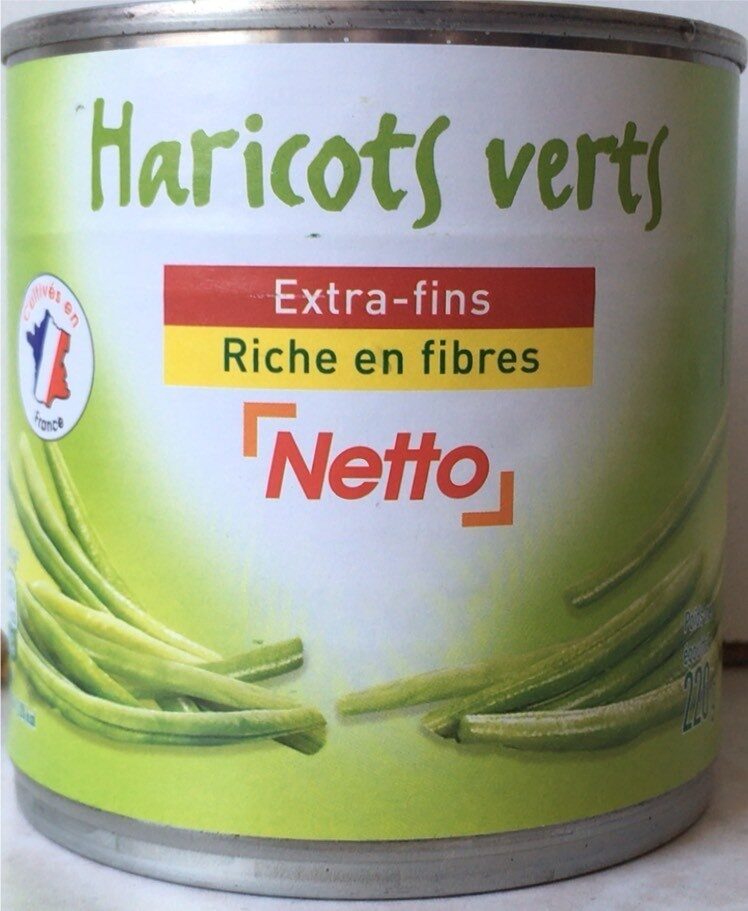 Haricots verts
Extra-fins
Riche en fibres
Cultivés en
France
Netto
220